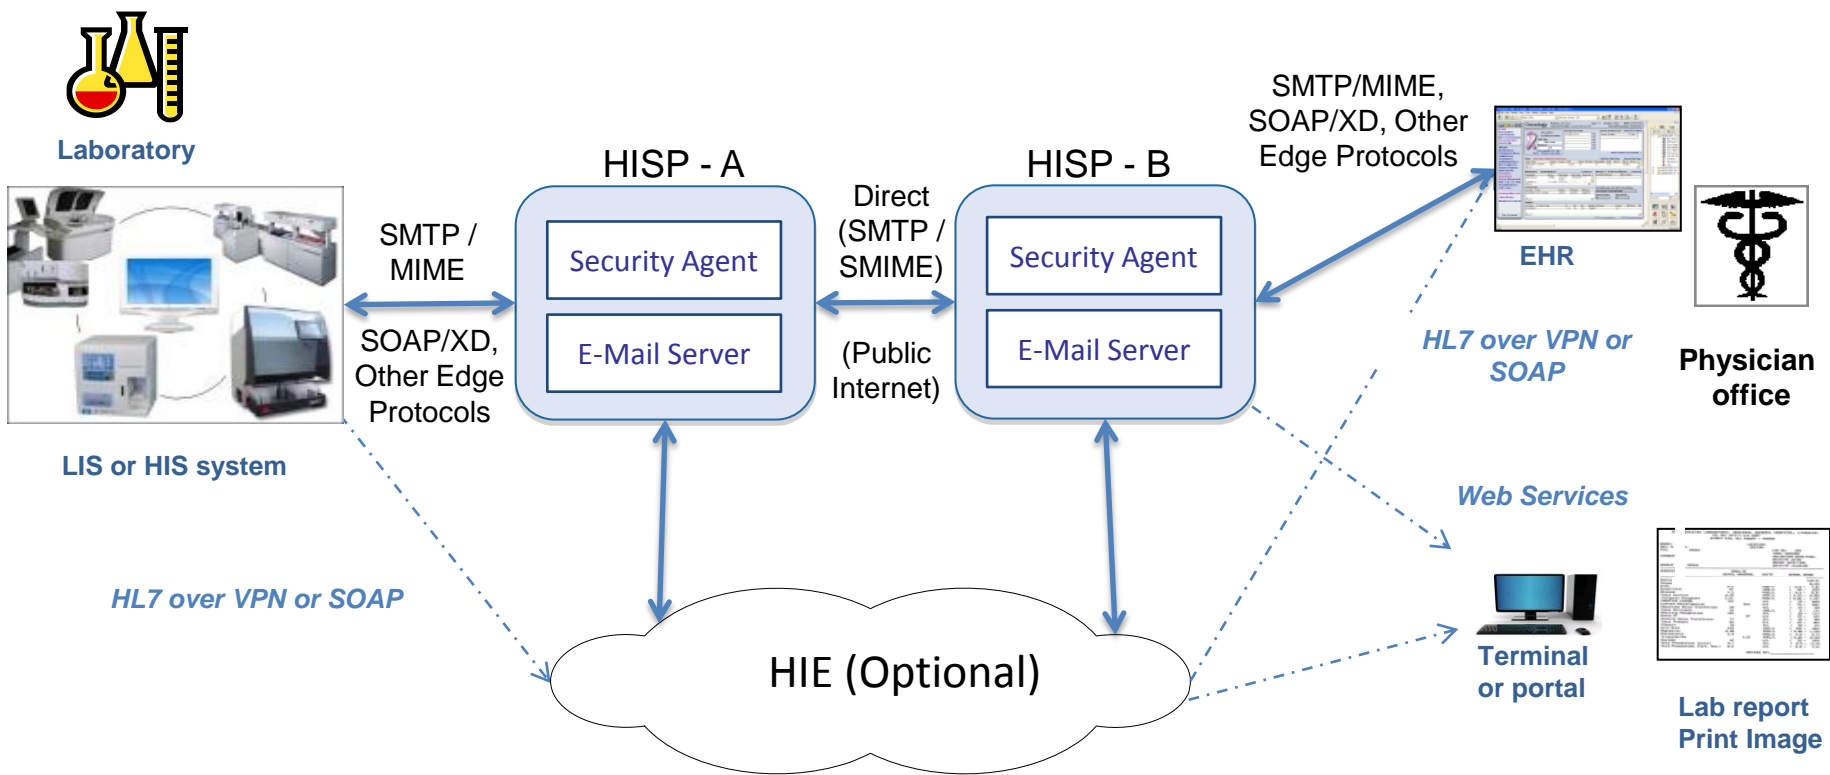 Laboratory
LIS or HIS system
SMTP /
MIME
SOAP/XD,
Other Edge
Protocols
HL7 over VPN or SOAP
HISP - A
Security Agent
E-Mail Server
Direct
(SMTP /
SMIME)
(Public
Internet)
HISP - B
Security Agent
E-Mail Server
HIE (Optional)
SMTP/MIME,
SOAP/XD, Other
Edge Protocols
EHR
HL7 over VPN or
SOAP
Physician
office
Web Services
Terminal
or portal
Lab report
Print Image